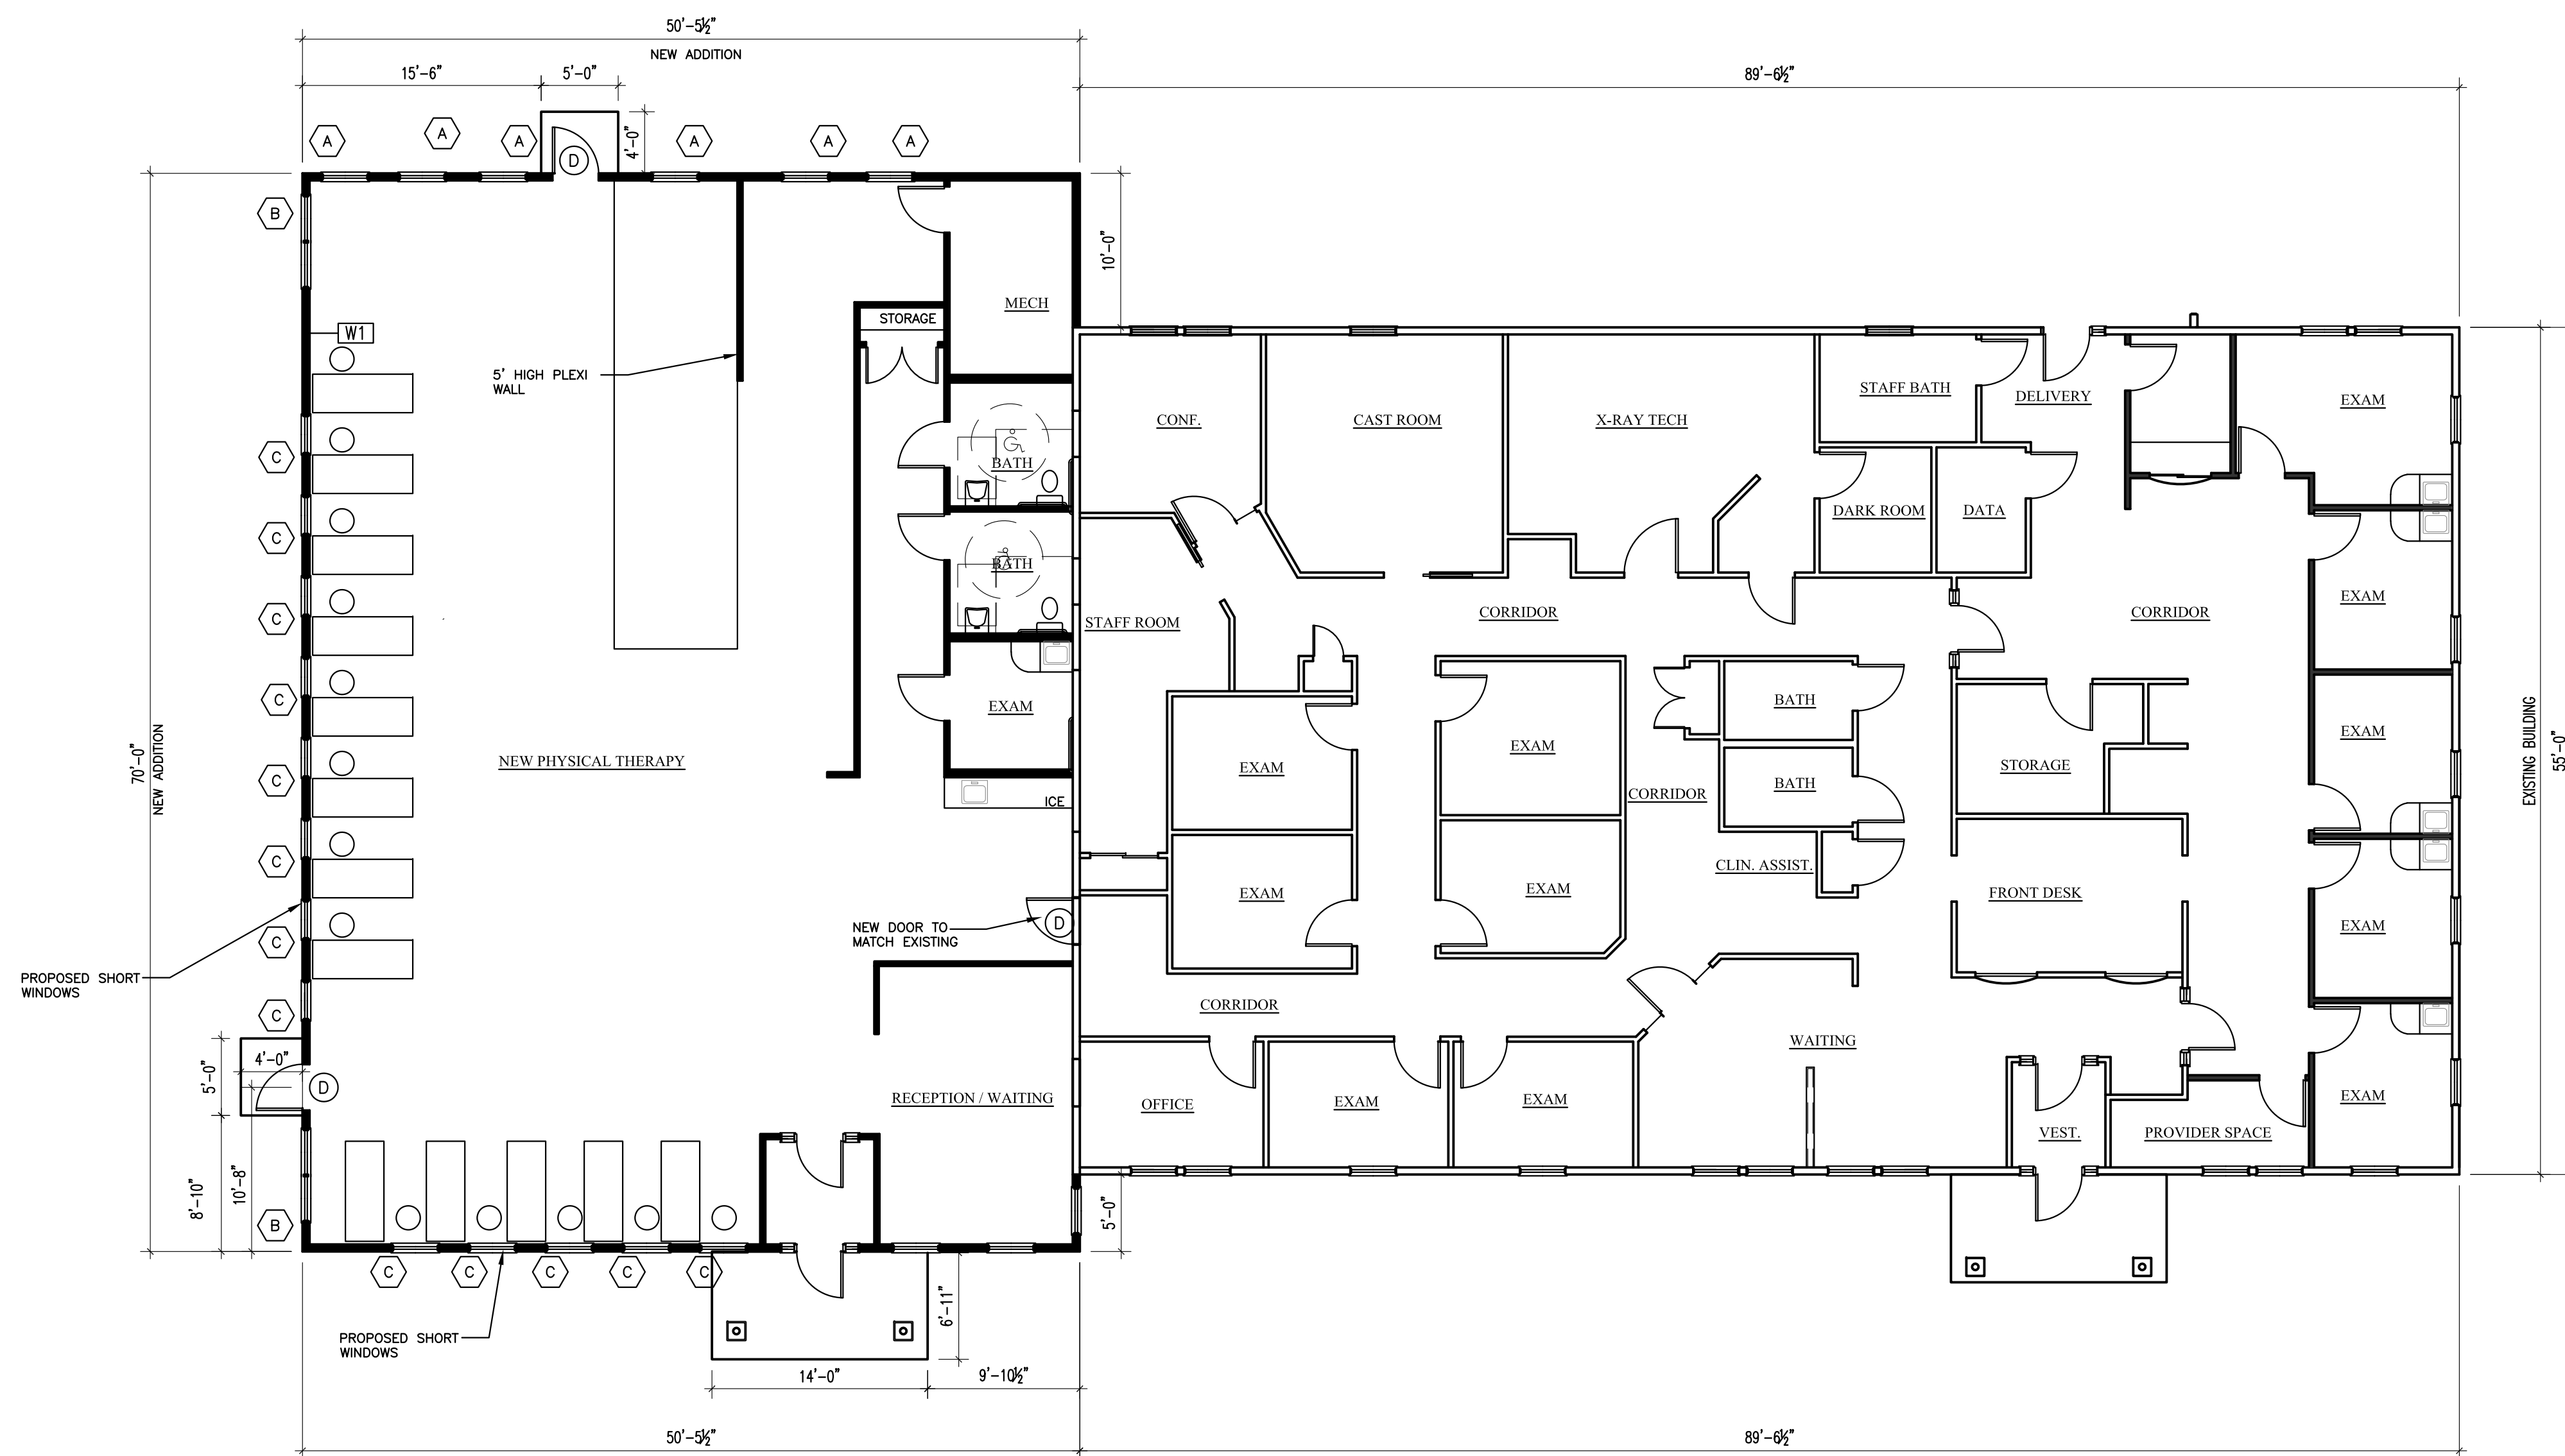 50'-5½"
NEW ADDITION
15'-6"
5'-0"
89'-6½"
A
A
A
A
A
A
D
4'-0"
B
10'-0"
MECH
STORAGE
W1
5' HIGH PLEXI
WALL
CONF.
CAST ROOM
X-RAY TECH
STAFF BATH
DELIVERY
EXAM
C
BATH
DARK ROOM
DATA
C
BATH
EXAM
C
STAFF ROOM
CORRIDOR
CORRIDOR
C
EXAM
BATH
NEW PHYSICAL THERAPY
70'-0"
NEW ADDITION
EXAM
EXAM
EXAM
STORAGE
EXISTING BUILDING
55'-0"
C
ICE
BATH
CORRIDOR
C
EXAM
EXAM
CLIN. ASSIST.
FRONT DESK
NEW DOOR TO
MATCH EXISTING
D
EXAM
C
PROPOSED SHORT
WINDOWS
C
CORRIDOR
WAITING
4'-0"
5'-0"
D
RECEPTION / WAITING
OFFICE
EXAM
EXAM
VEST.
PROVIDER SPACE
EXAM
8'-10"
10'-8"
B
5'-0"
C
C
C
C
C
6'-11"
PROPOSED SHORT
WINDOWS
14'-0"
9'-10½"
50'-5½"
89'-6½"